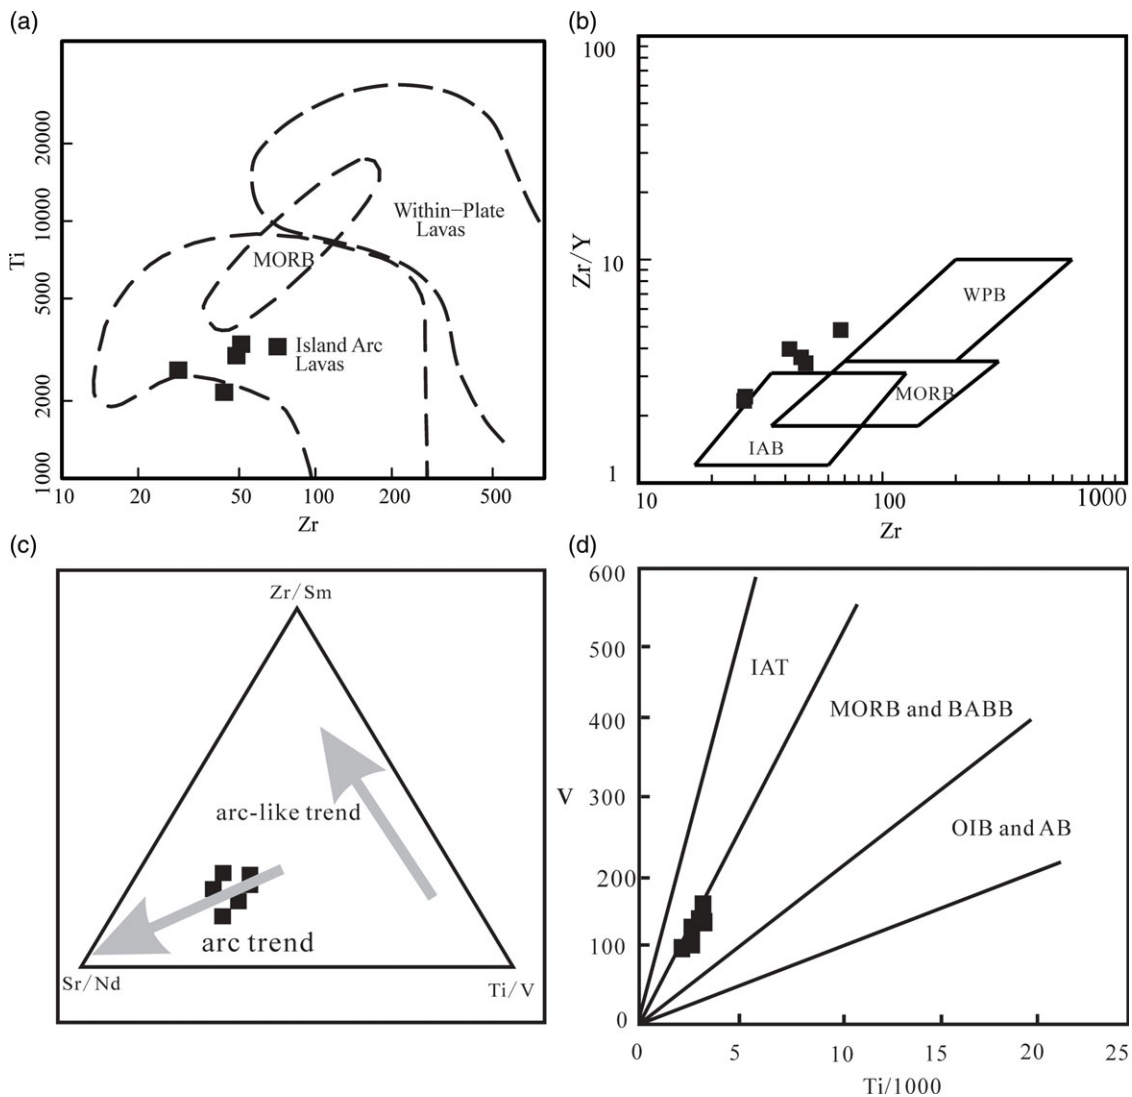 (a)
20000
10000
5000
2000
1000
Ti
10
20
50
100
200
500
Zr
Within−Plate
Lavas
MORB
Island Arc
Lavas
(b)
100
10
1
Zr/Y
10
100
1000
Zr
WPB
MORB
IAB
(c)
Zr/Sm
arc-like trend
arc trend
Sr/Nd
Ti/V
(d)
600
500
400
300
200
100
0
V
0
5
10
15
20
25
Ti/1000
IAT
MORB and BABB
OIB and AB